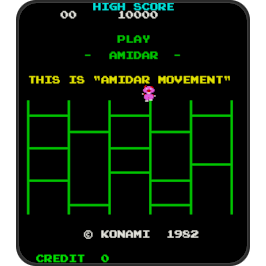 HIGH SCORE
00 10000
PLAY
- AMIDAR -
THIS IS "AMIDAR MOVEMENT"
© KONAMI 1982
CREDIT 0